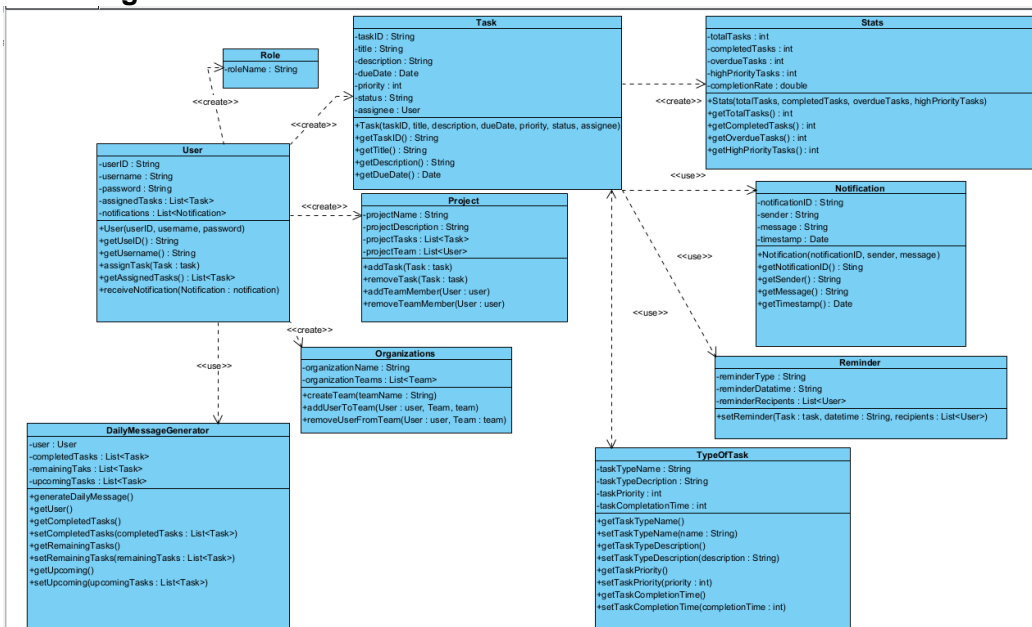 g
Role
-roleName : String
<<create>>
Task
-taskID : String
-title : String
-description : String
-dueDate : Date
-priority : int
-status : String
-assignee : User
+Task(taskID, title, description, dueDate, priority, status, assignee)
+getTaskID() : String
+getTitle() : String
+getDescription() : String
+getDueDate() : Date
<<create>>
Stats
-totalTasks : int
-completedTasks : int
-overdueTasks : int
-highPriorityTasks : int
-completionRate : double
+Stats(totalTasks, completedTasks, overdueTasks, highPriorityTasks)
+getTotalTasks() : int
+getCompletedTasks() : int
+getOverdueTasks() : int
+getHighPriorityTasks() : int
<<create>>
User
-userID : String
-username : String
-password : String
-assignedTasks : List<Task>
-notifications : List<Notification>
+User(userID, username, password)
+getUseID() : String
+getUsername() : String
+assignTask(Task : task)
+getAssignedTasks() : List<Task>
+receiveNotification(Notification : notification)
<<create>>
Project
-projectName : String
-projectDescription : String
-projectTasks : List<Task>
-projectTeam : List<User>
+addTask(Task : task)
+removeTask(Task : task)
+addTeamMember(User : user)
+removeTeamMember(User : user)
<<use>>
Notification
-notificationID : String
-sender : String
-message : String
-timestamp : Date
+Notification(notificationID, sender, message)
+getNotificationID() : Sting
+getSender() : String
+getMessage() : String
+getTimestamp() : Date
<<use>>
<<use>>
<<create>>
Organizations
-organizationName : String
-organizationTeams : List<Team>
+createTeam(teamName : String)
+addUserToTeam(User : user, Team, team)
+removeUserFromTeam(User : user, Team : team)
<<use>>
Reminder
-reminderType : String
-reminderDatatime : String
-reminderRecipents : List<User>
+setReminder(Task : task, datetime : String, recipients : List<User>)
DailyMessageGenerator
-user : User
-completedTasks : List<Task>
-remainingTaks : List<Task>
-upcomingTasks : List<Task>
+generateDailyMessage()
+getUser()
+getCompletedTasks()
+setCompletedTasks(completedTasks : List<Task>)
+getRemainingTasks()
+setRemainingTasks(remainingTasks : List<Task>)
+getUpcoming()
+setUpcoming(upcomingTasks : List<Task>)
TypeOfTask
-taskTypeName : String
-taskTypeDecription : String
-taskPriority : int
-taskCompletationTime : int
+getTaskTypeName()
+setTaskTypeName(name : String)
+getTaskTypeDescription()
+setTaskTypeDescription(description : String)
+getTaskPriority()
+setTaskPriority(priority : int)
+getTaskCompletionTime()
+setTaskCompletionTime(completionTime : int)